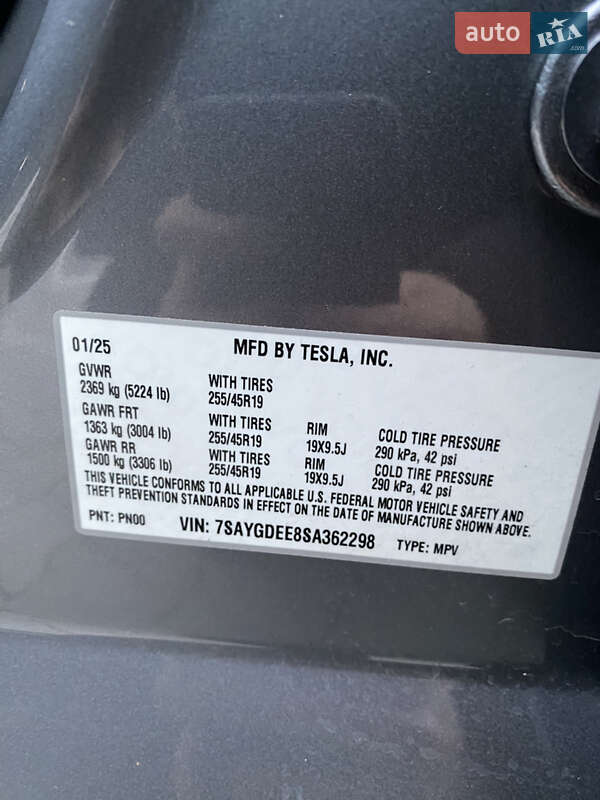 auto RIA.com
01/25 MFD BY TESLA, INC.
GVWR
2369 kg (5224 lb) WITH TIRES 255/45R19
GAWR FRT
1363 kg (3004 lb) WITH TIRES 255/45R19 RIM 19X9.5J COLD TIRE PRESSURE 290 kPa, 42 psi
GAWR RR
1500 kg (3306 lb) WITH TIRES 255/45R19 RIM 19X9.5J COLD TIRE PRESSURE 290 kPa, 42 psi
THIS VEHICLE CONFORMS TO ALL APPLICABLE U.S. FEDERAL MOTOR VEHICLE SAFETY AND
THEFT PREVENTION STANDARDS IN EFFECT ON THE DATE OF MANUFACTURE SHOWN ABOVE.
PNT: PN00 VIN: 7SAYGDEE8SA362298 TYPE: MPV